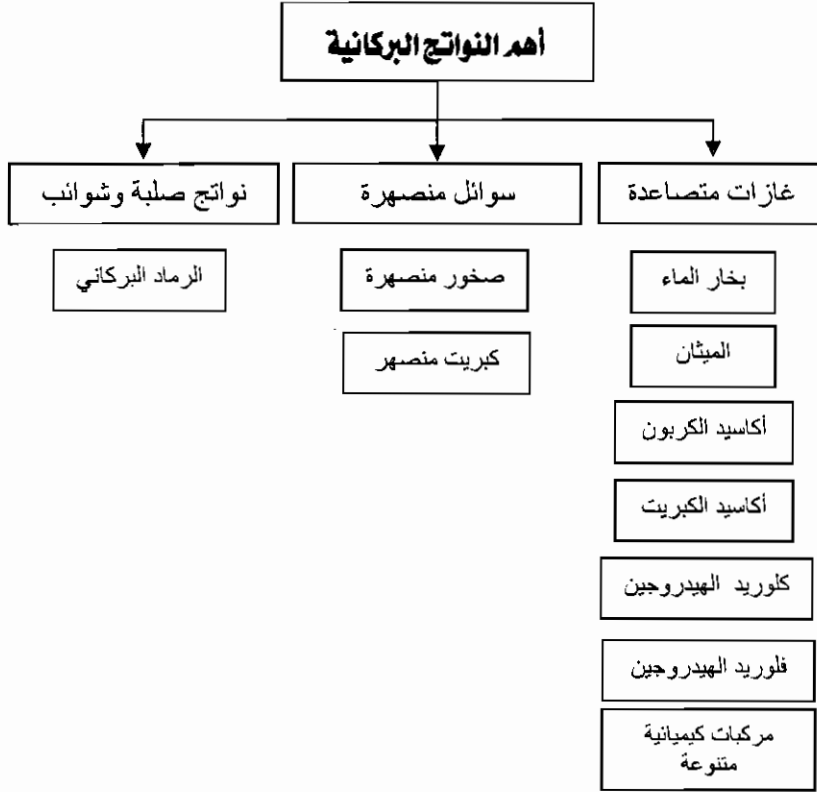 أهم النواتج البركانية
غازات متصاعدة
سوائل منصهرة
نواتج صلبة وشوائب
بخار الماء
صخور منصهرة
الرماد البركاني
الميثان
كبريت منصهر
أكاسيد الكربون
أكاسيد الكبريت
كلوريد الهيدروجين
فلوريد الهيدروجين
مركبات كيميائية
متنوعة